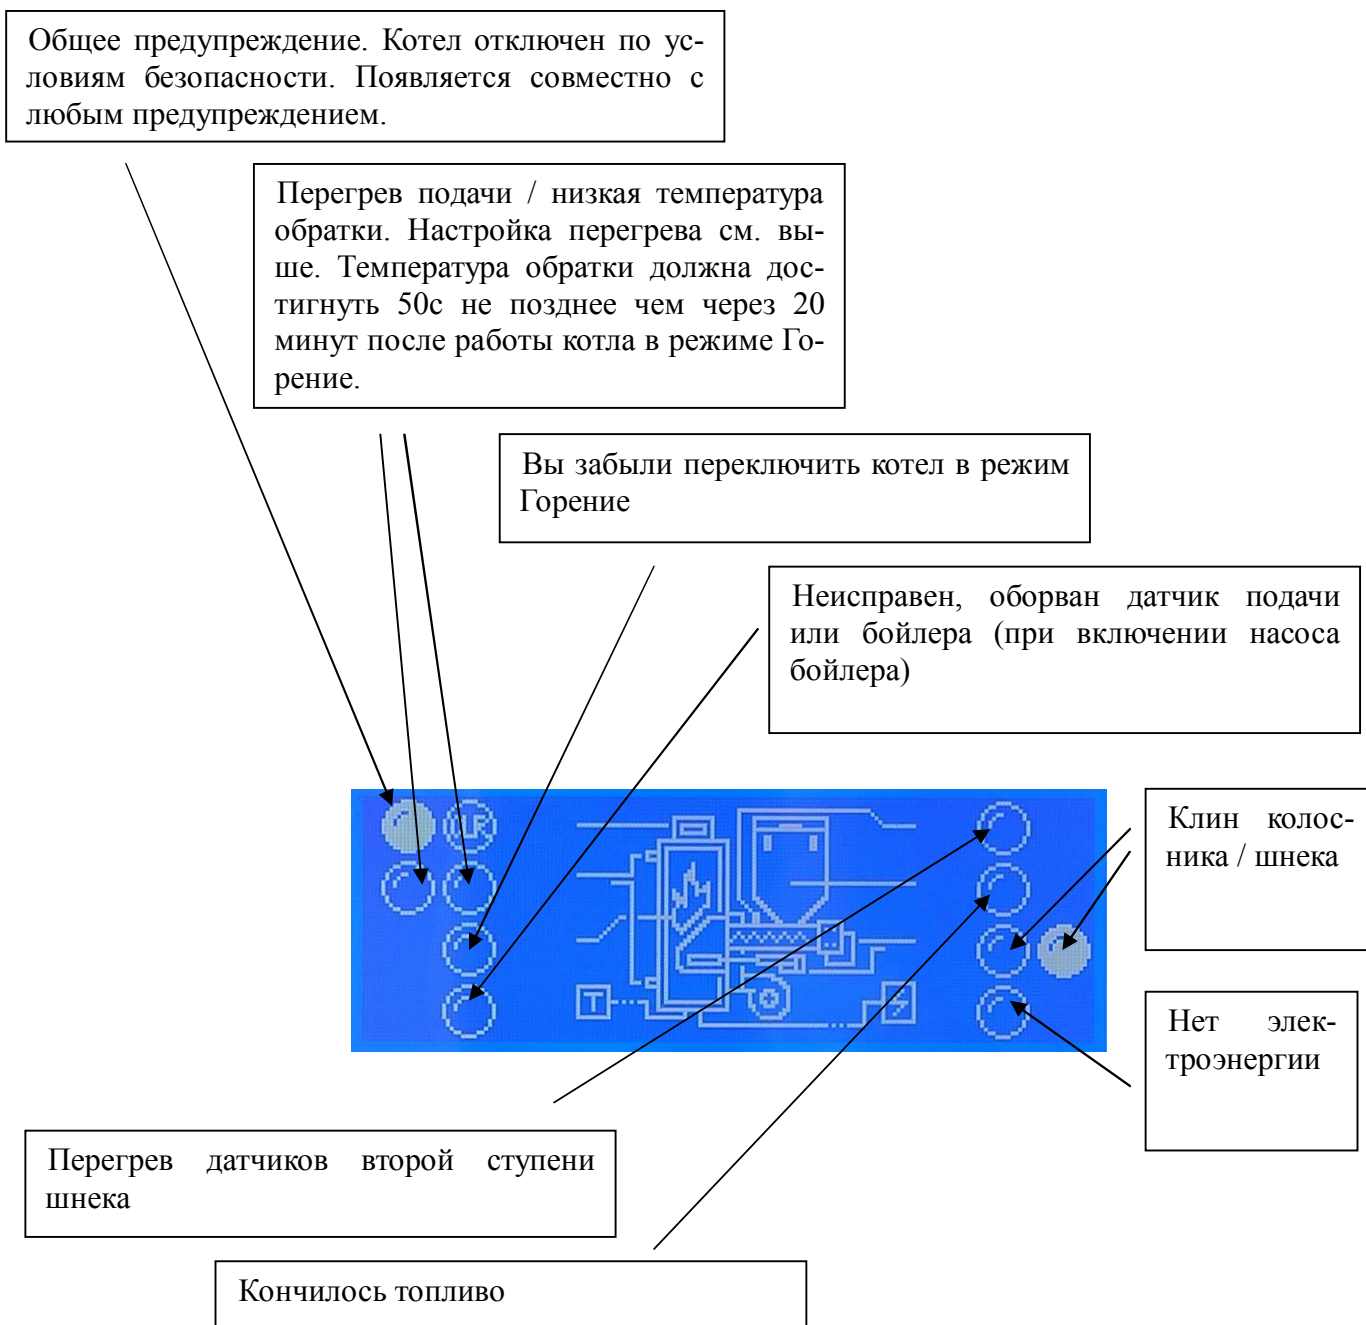 Общее предупреждение. Котел отключен по ус-
ловиям безопасности. Появляется совместно с
любым предупреждением.
Перегрев подачи / низкая температура
обратки. Настройка перегрева см. вы-
ше. Температура обратки должна дос-
тигнуть 50с не позднее чем через 20
минут после работы котла в режиме Го-
рение.
Вы забыли переключить котел в режим
Горение
Неисправен, оборван датчик подачи
или бойлера (при включении насоса
бойлера)
Клин колос-
ника / шнека
T
Нет элек-
троэнергии
Перегрев датчиков второй ступени
шнека
Кончилось топливо